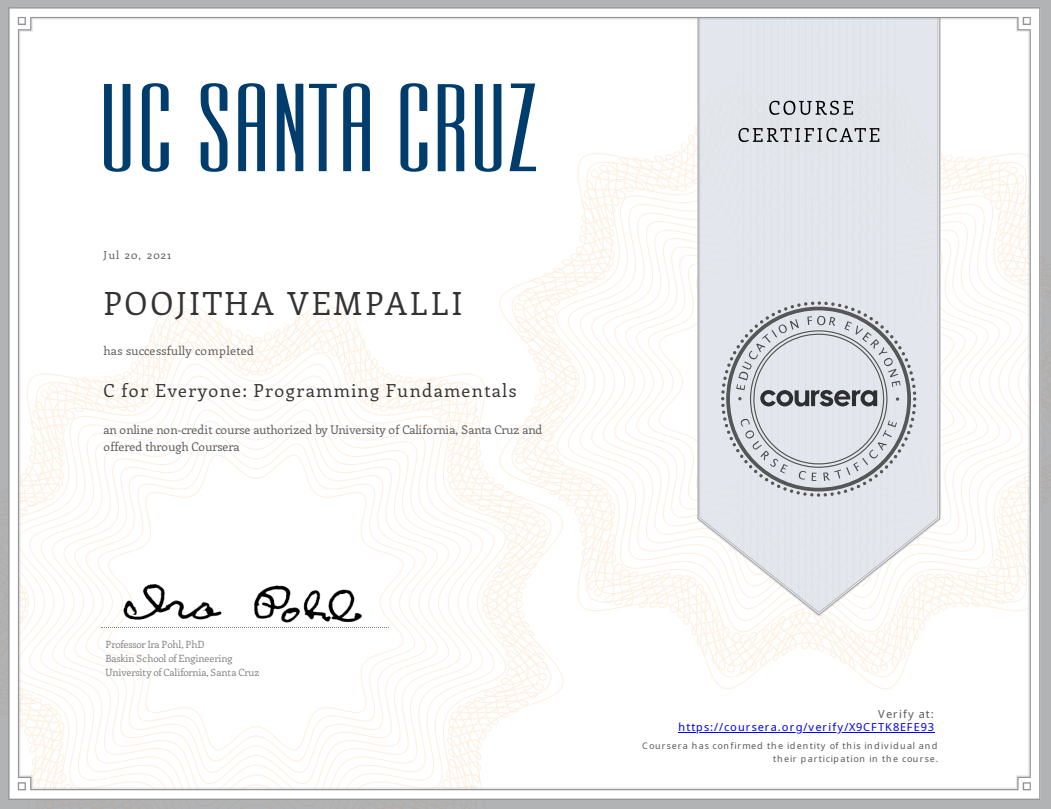 UC SANTA CRUZ
COURSE
CERTIFICATE
Jul 20, 2021
POOJITHA VEMPALLI
has successfully completed
C for Everyone: Programming Fundamentals
an online non-credit course authorized by University of California, Santa Cruz and
offered through Coursera
EDUCATION FOR EVERYONE
coursera
COURSE CERTIFICATE
Ira Pohl
Professor Ira Pohl, PhD
Baskin School of Engineering
University of California, Santa Cruz
Verify at:
https://coursera.org/verify/X9CFTK8EFE93
Coursera has confirmed the identity of this individual and
their participation in the course.